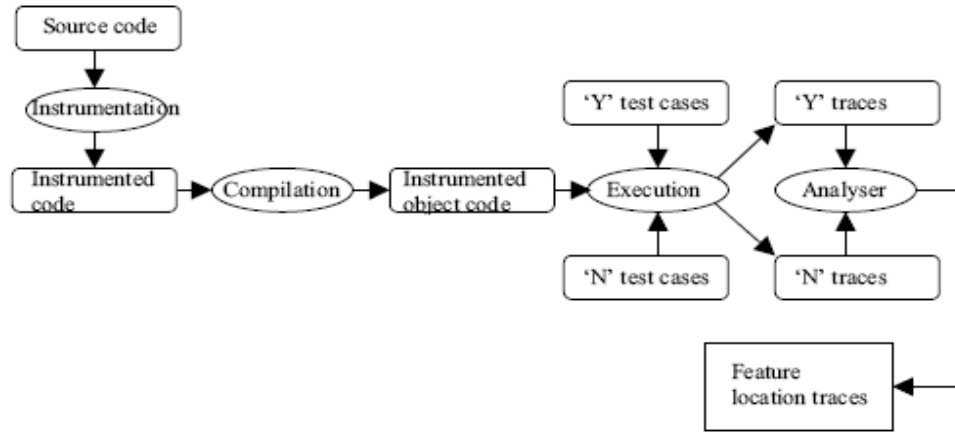 Source code
Instrumentation
Instrumented
code
Compilation
Instrumented
object code
'Y' test cases
Execution
'N' test cases
'Y' traces
Analyser
'N' traces
Feature
location traces